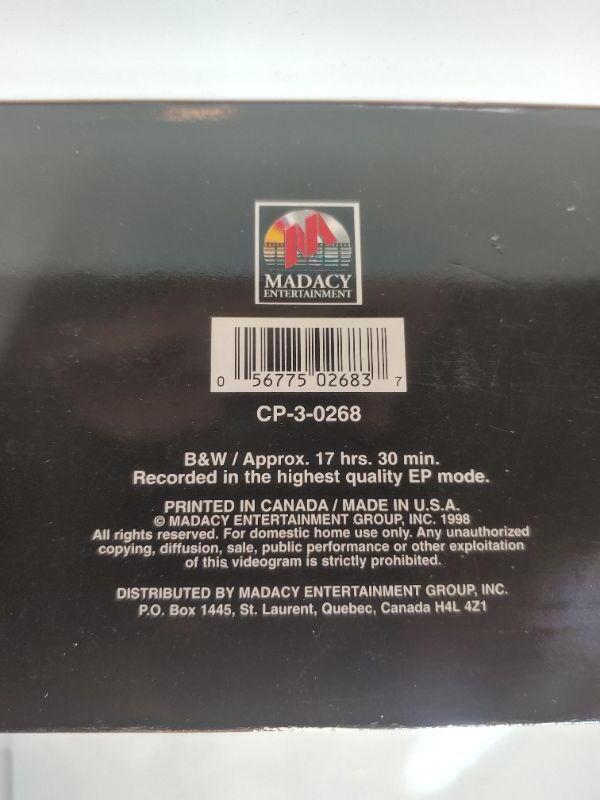 MADACY
ENTERTAINMENT
0 56775 02683 7
CP-3-0268
B&W / Approx. 17 hrs. 30 min.
Recorded in the highest quality EP mode.
PRINTED IN CANADA / MADE IN U.S.A.
© MADACY ENTERTAINMENT GROUP, INC. 1998
All rights reserved. For domestic home use only. Any unauthorized
copying, diffusion, sale, public performance or other exploitation
of this videogram is strictly prohibited.
DISTRIBUTED BY MADACY ENTERTAINMENT GROUP, INC.
P.O. Box 1445, St. Laurent, Quebec, Canada H4L 4Z1